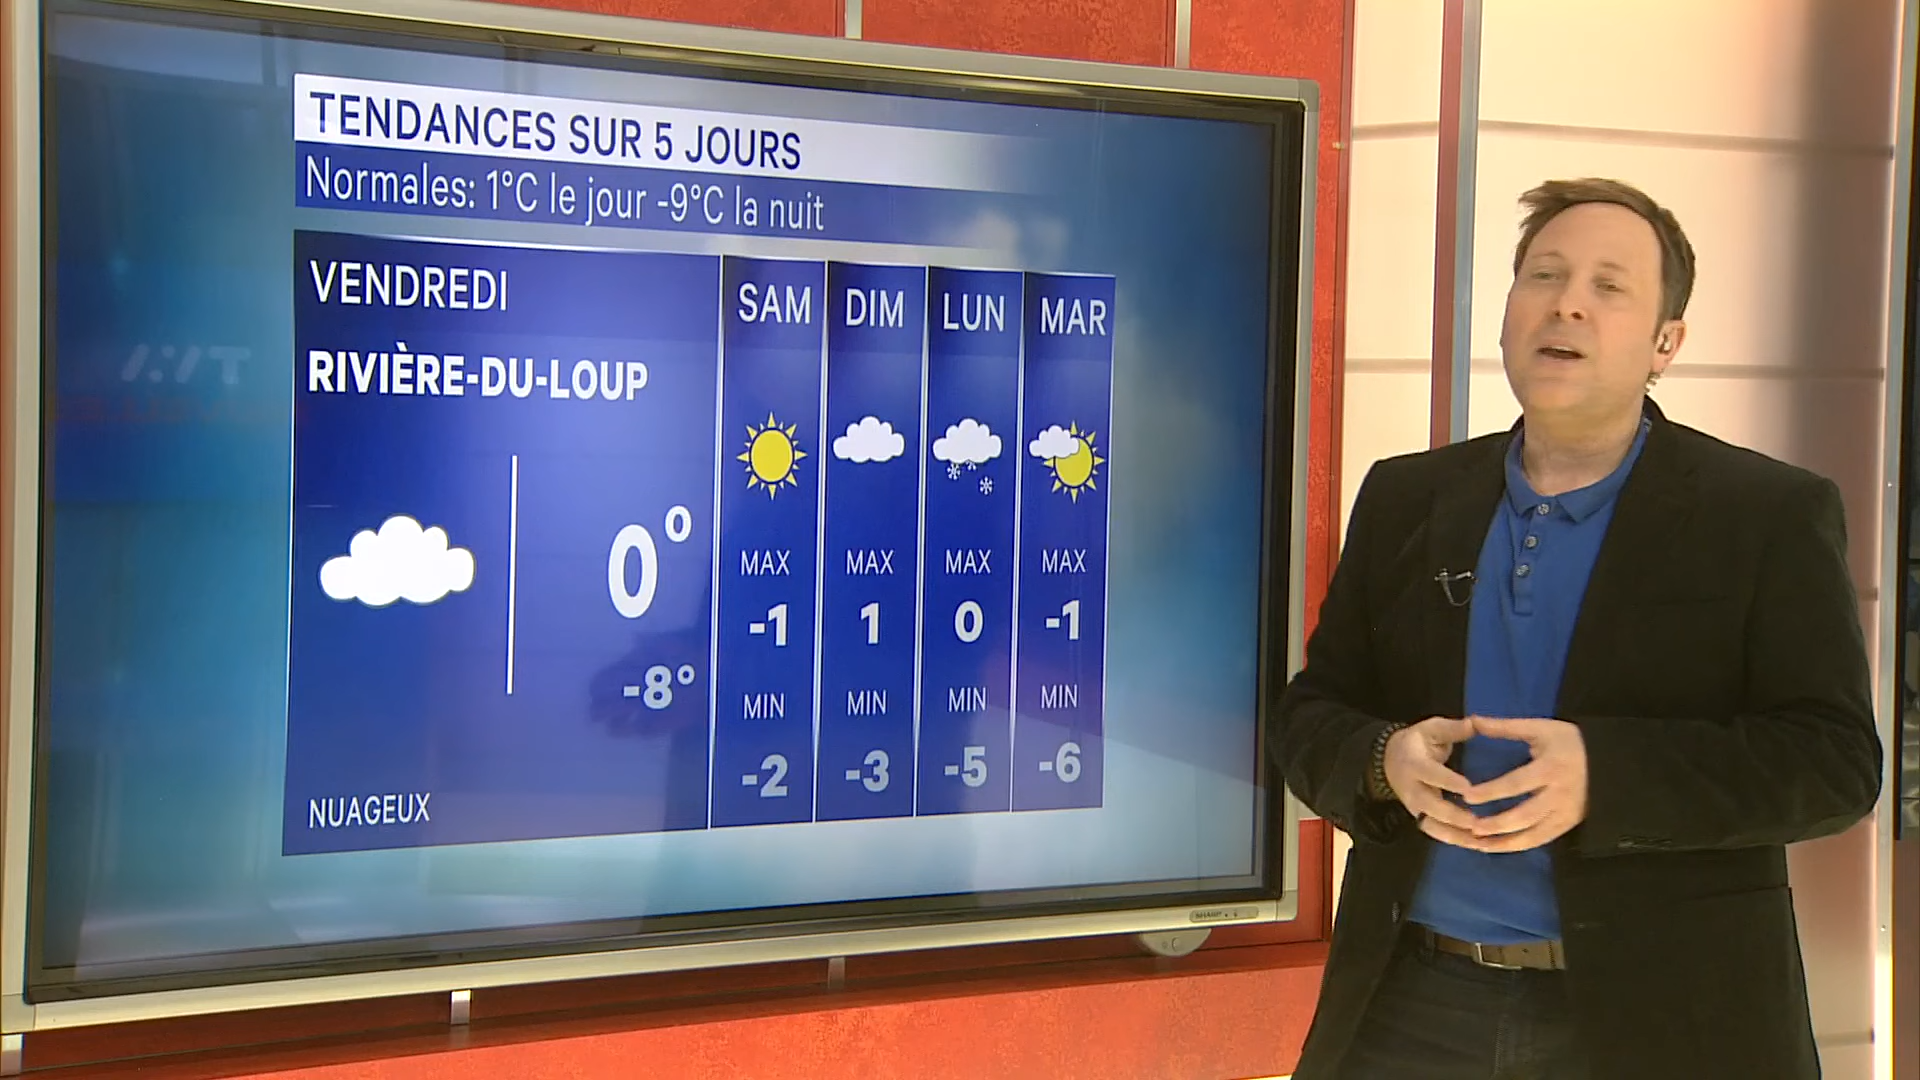 TENDANCES SUR 5 JOURS
Normales: 1°C le jour -9°C la nuit
VENDREDI
RIVIÈRE-DU-LOUP
0°
-8°
NUAGEUX
SAM DIM LUN MAR
MAX MAX MAX MAX
-1 1 0 -1
MIN MIN MIN MIN
-2 -3 -5 -6
SHARP